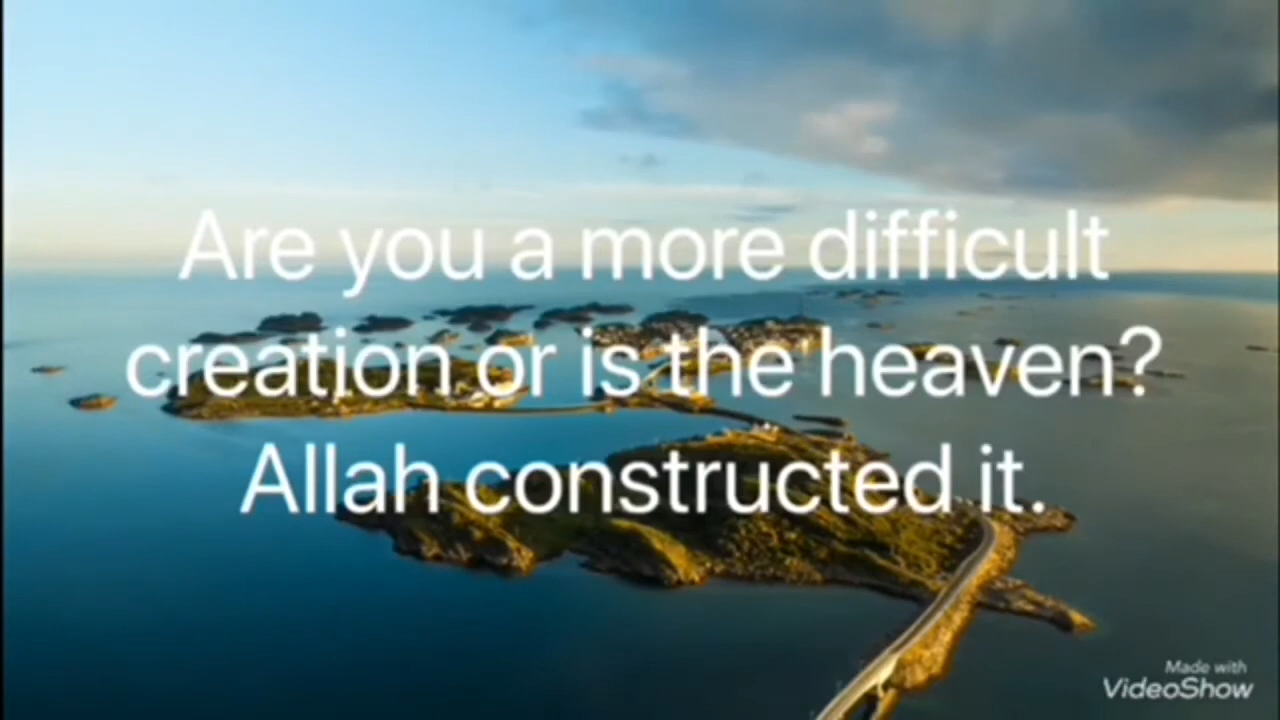 Are you a more difficult
creation or is the heaven?
Allah constructed it.
Made with
VideoShow